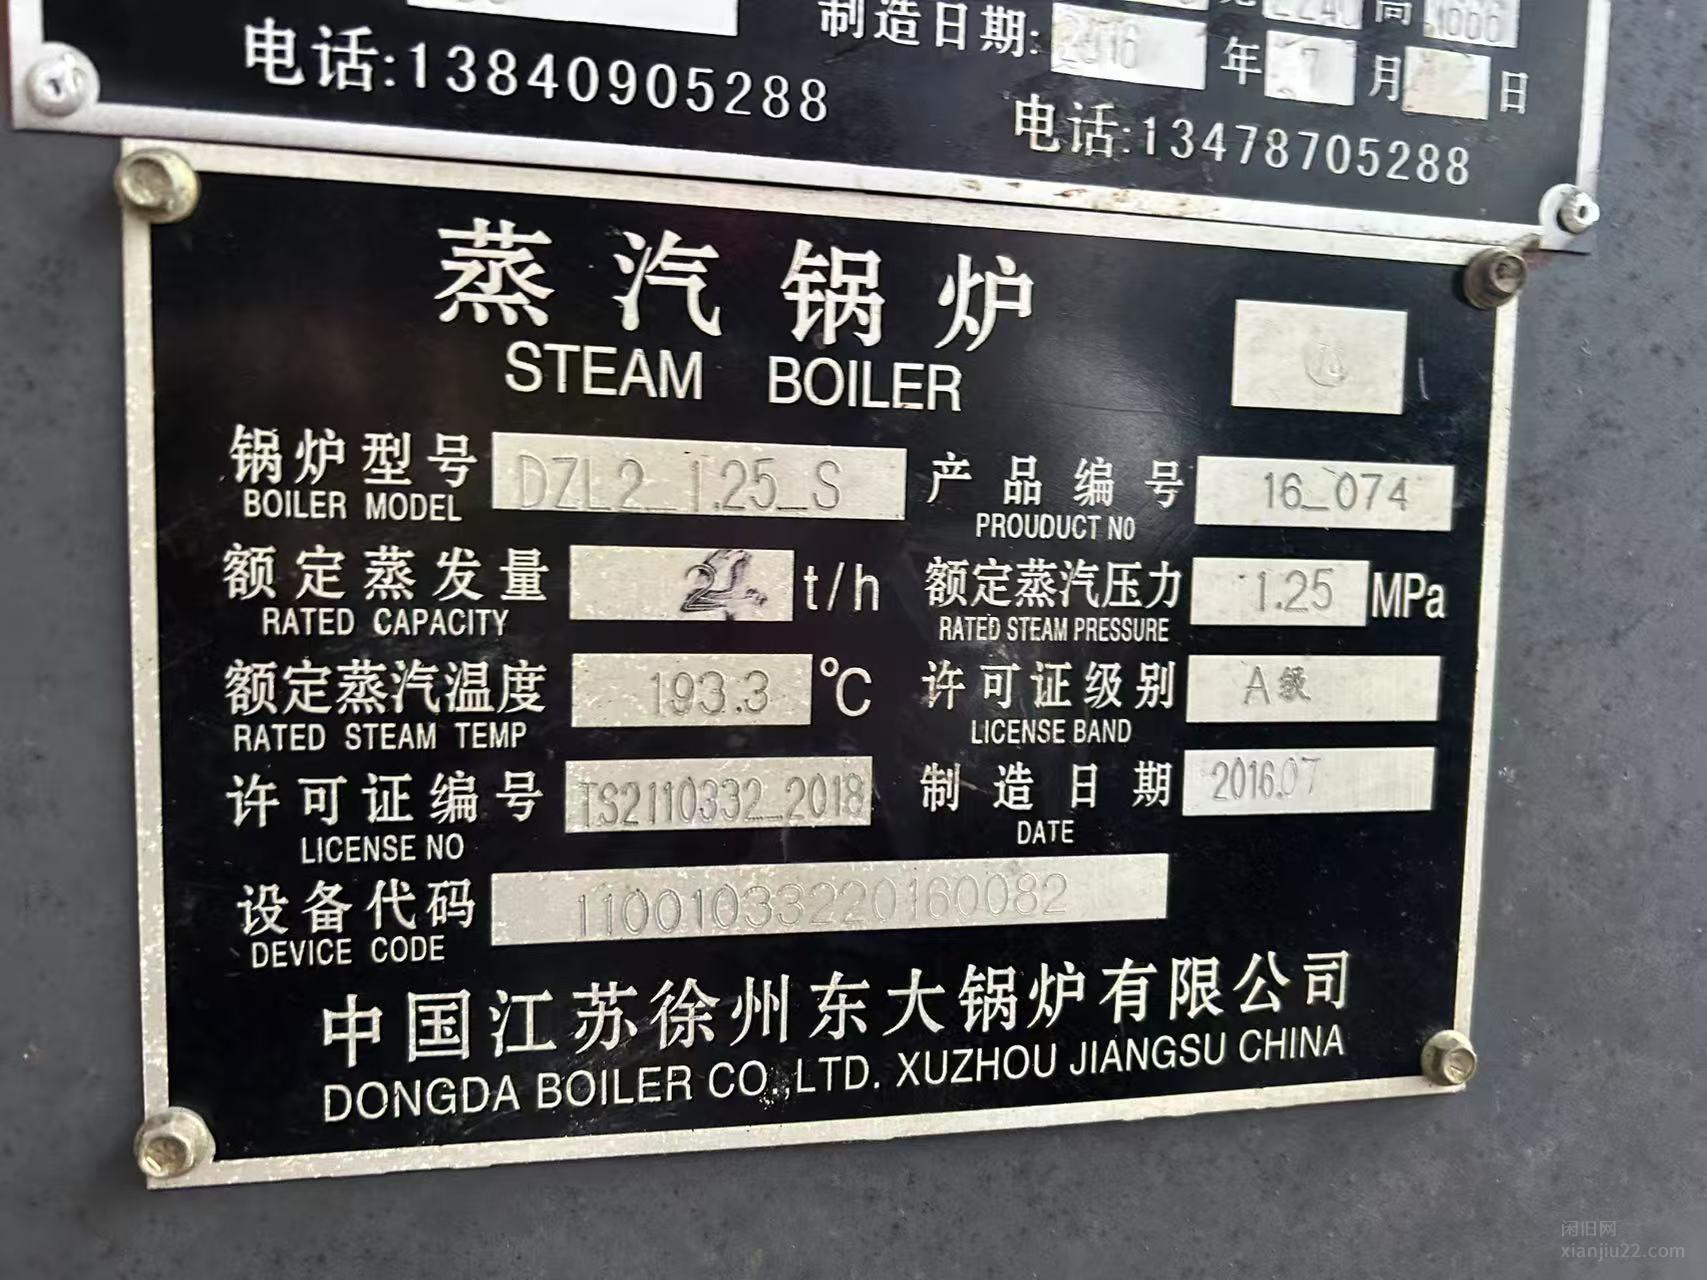 制造日期: 2016 年 7 月 日
电话:13840905288
电话:13478705288
蒸汽锅炉
STEAM BOILER
锅炉型号 DZL2_1.25_S 产品编号 16_074
BOILER MODEL PROUDUCT NO
额定蒸发量 2 t/h 额定蒸汽压力 1.25 MPa
RATED CAPACITY RATED STEAM PRESSURE
额定蒸汽温度 193.3 ℃ 许可证级别 A级
RATED STEAM TEMP LICENSE BAND
许可证编号 TS2110332_2018 制造日期 2016.07
LICENSE NO DATE
设备代码 11001033220160082
DEVICE CODE
中国江苏徐州东大锅炉有限公司
DONGDA BOILER CO.,LTD. XUZHOU JIANGSU CHINA
闲旧网
xianjiu22.com